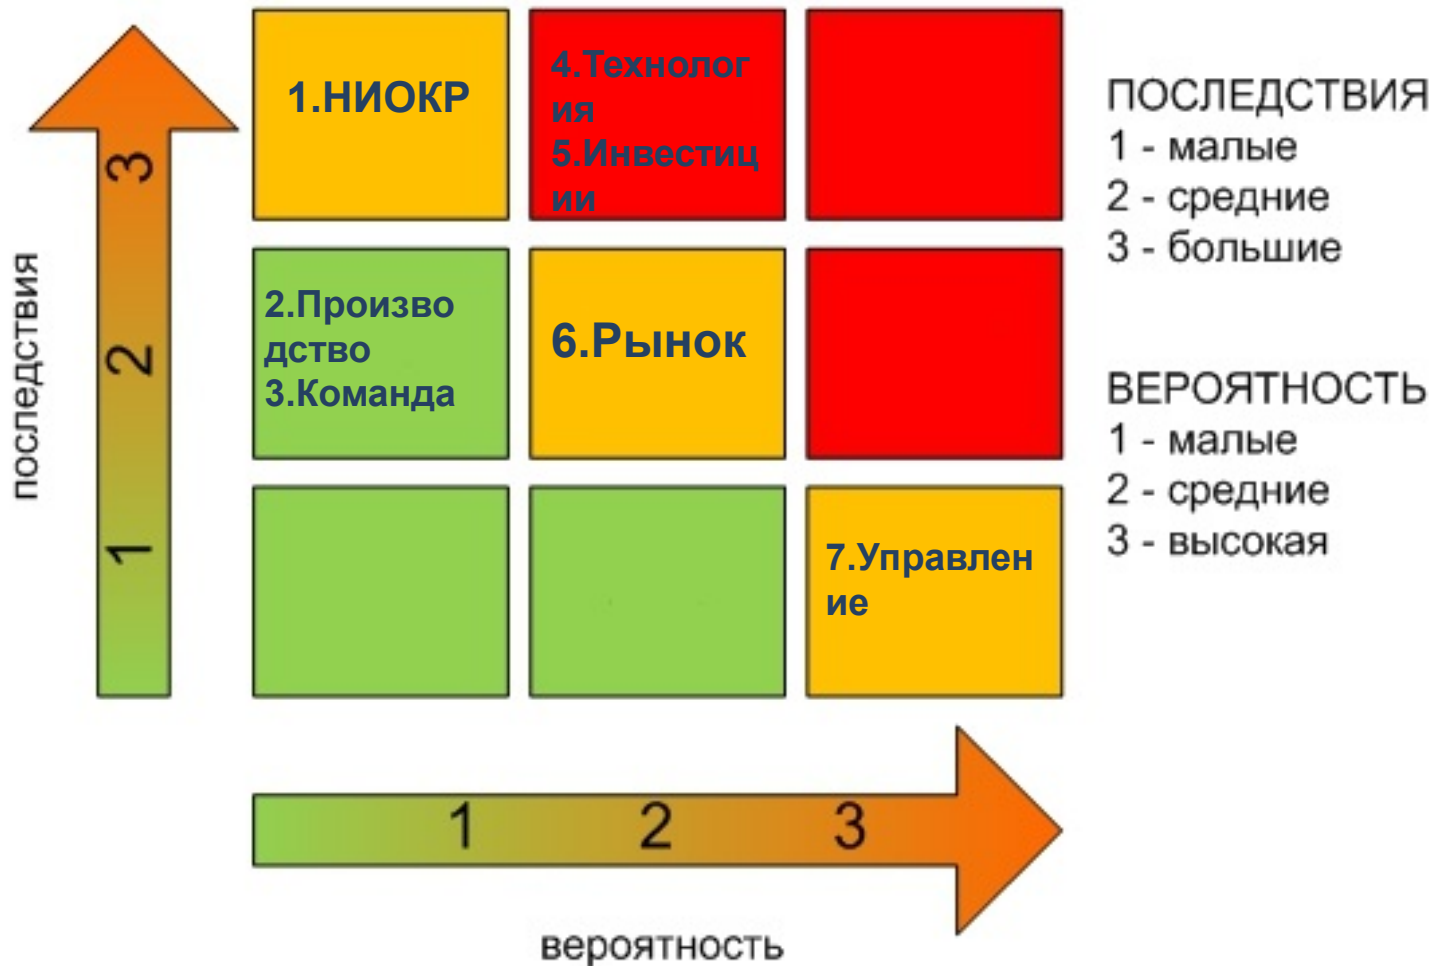 1.НИОКР
4.Технолог
ия
5.Инвестиц
ии
2.Произво
дство
3.Команда
6.Рынок
7.Управлен
ие
последствия
3
2
1
1
2
3
вероятность
ПОСЛЕДСТВИЯ
1 - малые
2 - средние
3 - большие
ВЕРОЯТНОСТЬ
1 - малые
2 - средние
3 - высокая